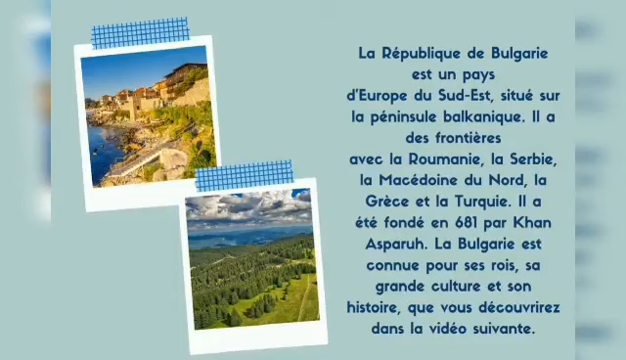 La République de Bulgarie
est un pays
d'Europe du Sud-Est, situé sur
la péninsule balkanique. Il a
des frontières
avec la Roumanie, la Serbie,
la Macédoine du Nord, la
Grèce et la Turquie. Il a
été fondé en 681 par Khan
Asparuh. La Bulgarie est
connue pour ses rois, sa
grande culture et son
histoire, que vous découvrirez
dans la vidéo suivante.